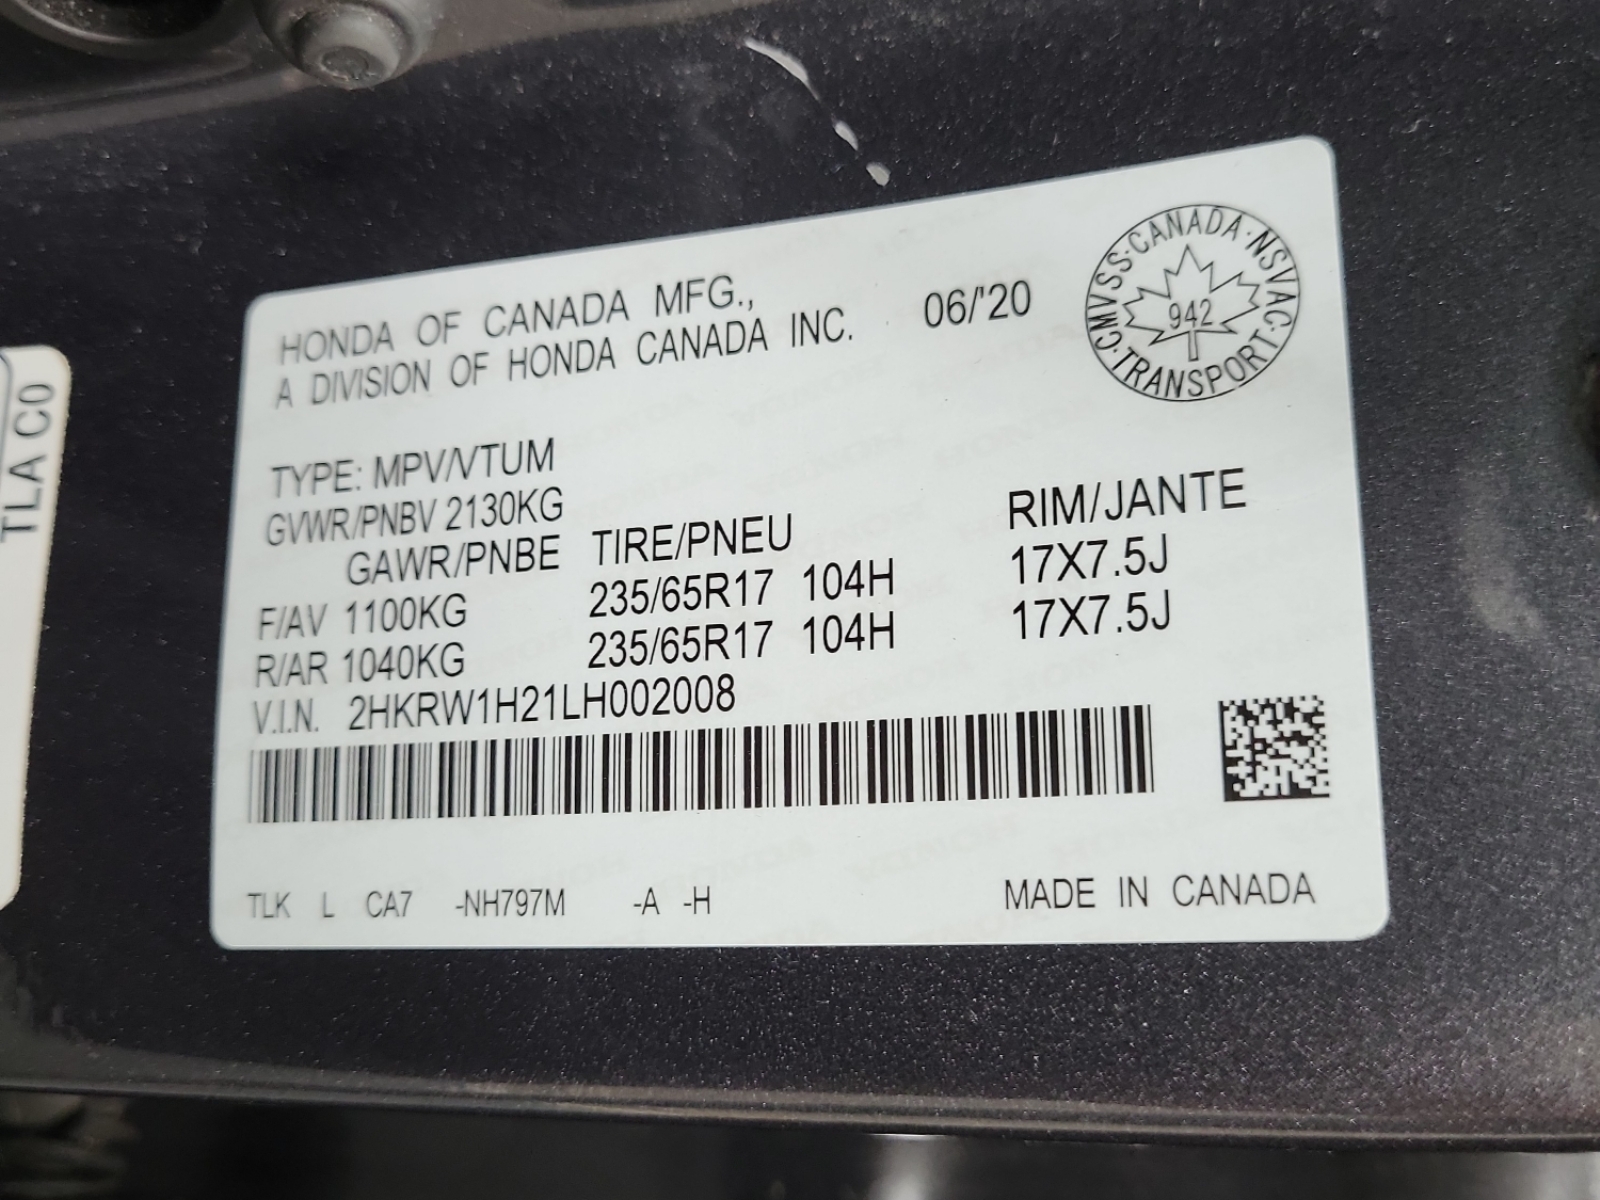 HONDA OF CANADA MFG.,
A DIVISION OF HONDA CANADA INC.
06/'20
CMVSS·CANADA·NSVAC·TRANSPORT·
942
TYPE: MPV/VTUM
GVWR/PNBV 2130KG
GAWR/PNBE TIRE/PNEU RIM/JANTE
F/AV 1100KG 235/65R17 104H 17X7.5J
R/AR 1040KG 235/65R17 104H 17X7.5J
V.I.N. 2HKRW1H21LH002008
TLK L CA7 -NH797M -A -H MADE IN CANADA
TLA C0